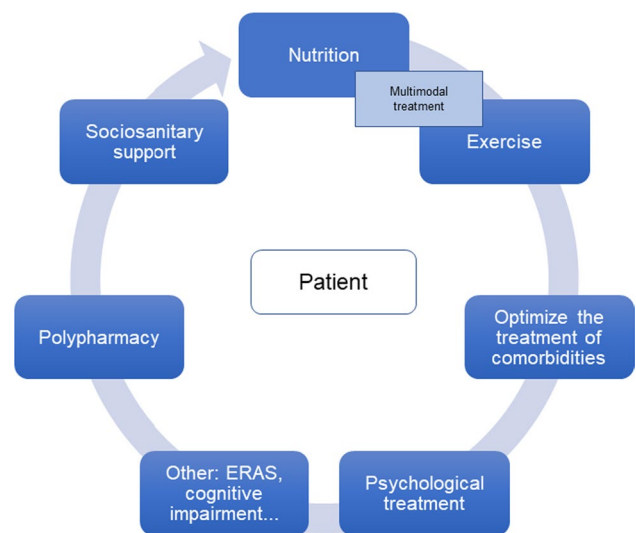 Nutrition
Multimodal
treatment
Exercise
Optimize the
treatment of
comorbidities
Psychological
treatment
Other: ERAS,
cognitive
impairment...
Polypharmacy
Sociosanitary
support
Patient